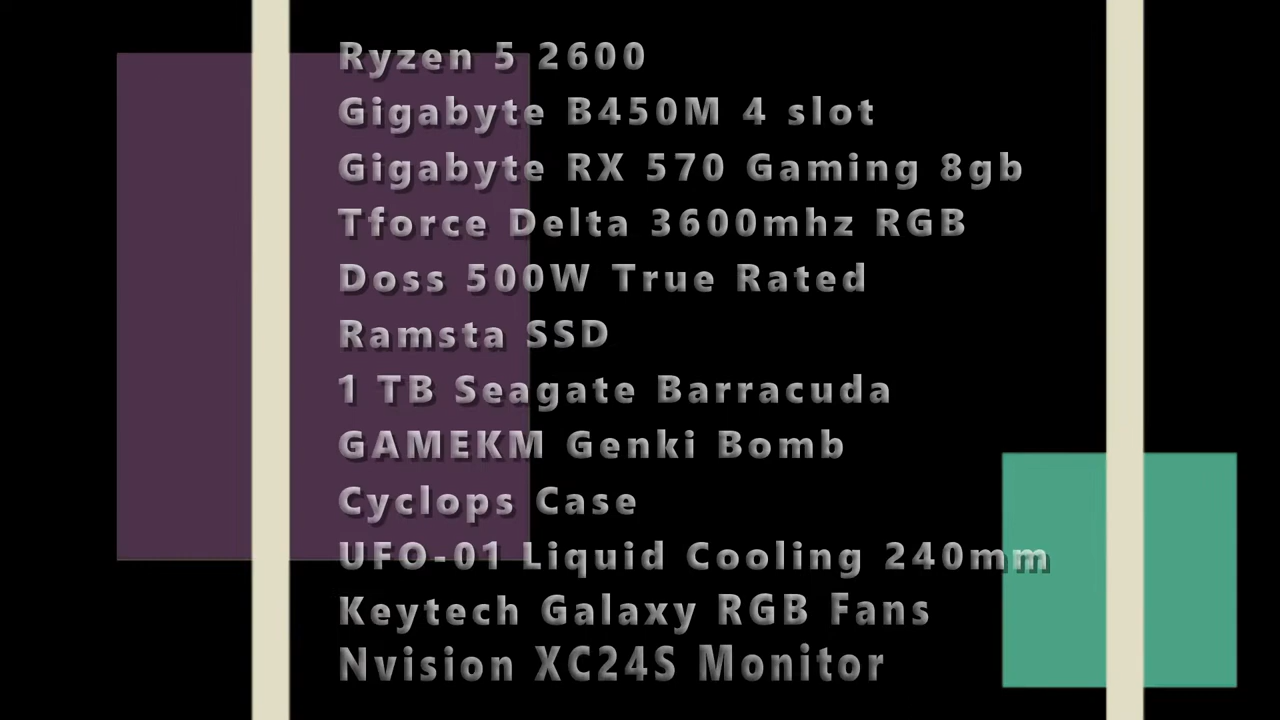 Ryzen 5 2600
Gigabyte B450M 4 slot
Gigabyte RX 570 Gaming 8gb
Tforce Delta 3600mhz RGB
Doss 500W True Rated
Ramsta SSD
1 TB Seagate Barracuda
GAMEKM Genki Bomb
Cyclops Case
UFO-01 Liquid Cooling 240mm
Keytech Galaxy RGB Fans
Nvision XC24S Monitor